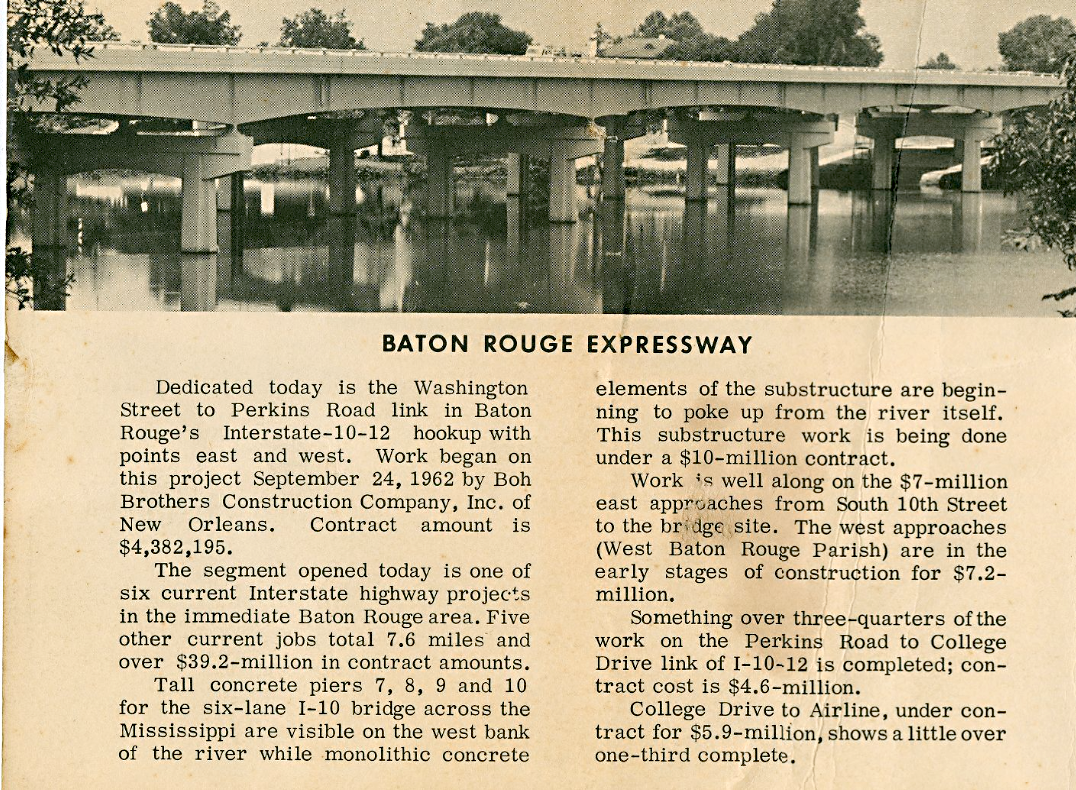 BATON ROUGE EXPRESSWAY
Dedicated today is the Washington
Street to Perkins Road link in Baton
Rouge's Interstate-10-12 hookup with
points east and west. Work began on
this project September 24, 1962 by Boh
Brothers Construction Company, Inc. of
New Orleans. Contract amount is
$4,382,195.
The segment opened today is one of
six current Interstate highway projects
in the immediate Baton Rouge area. Five
other current jobs total 7.6 miles and
over $39.2-million in contract amounts.
Tall concrete piers 7, 8, 9 and 10
for the six-lane I-10 bridge across the
Mississippi are visible on the west bank
of the river while monolithic concrete
elements of the substructure are begin-
ning to poke up from the river itself.
This substructure work is being done
under a $10-million contract.
Work is well along on the $7-million
east approaches from South 10th Street
to the bridge site. The west approaches
(West Baton Rouge Parish) are in the
early stages of construction for $7.2-
million.
Something over three-quarters of the
work on the Perkins Road to College
Drive link of I-10-12 is completed; con-
tract cost is $4.6-million.
College Drive to Airline, under con-
tract for $5.9-million, shows a little over
one-third complete.